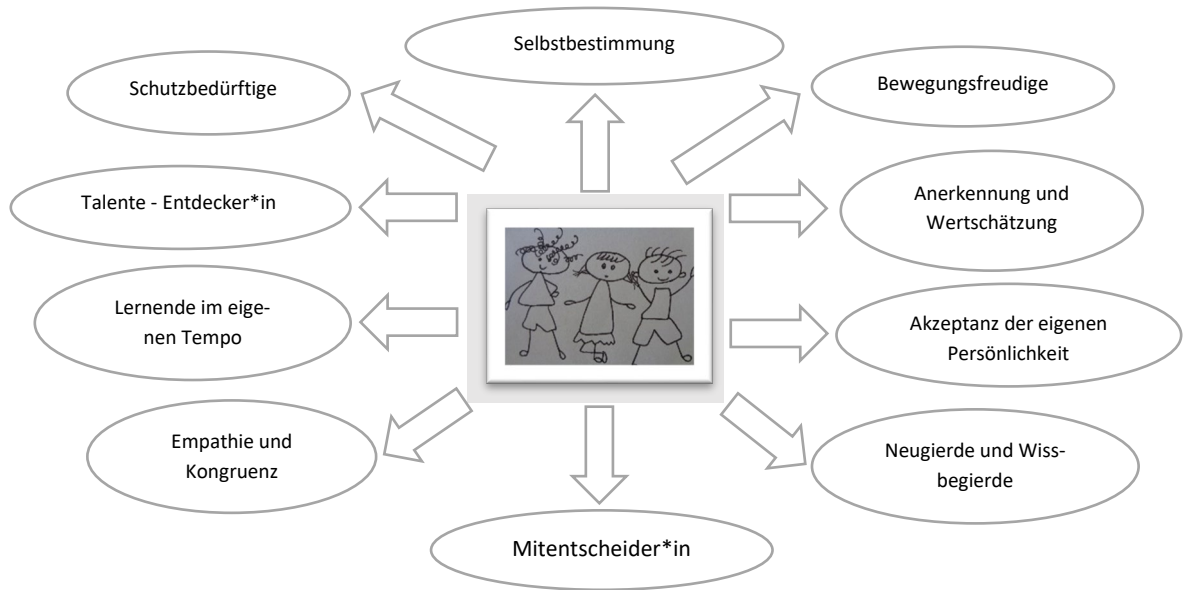 Selbstbestimmung
Schutzbedürftige
Bewegungsfreudige
Talente - Entdecker*in
Anerkennung und
Wertschätzung
Lernende im eige-
nen Tempo
Akzeptanz der eigenen
Persönlichkeit
Empathie und
Kongruenz
Neugierde und Wiss-
begierde
Mitentscheider*in